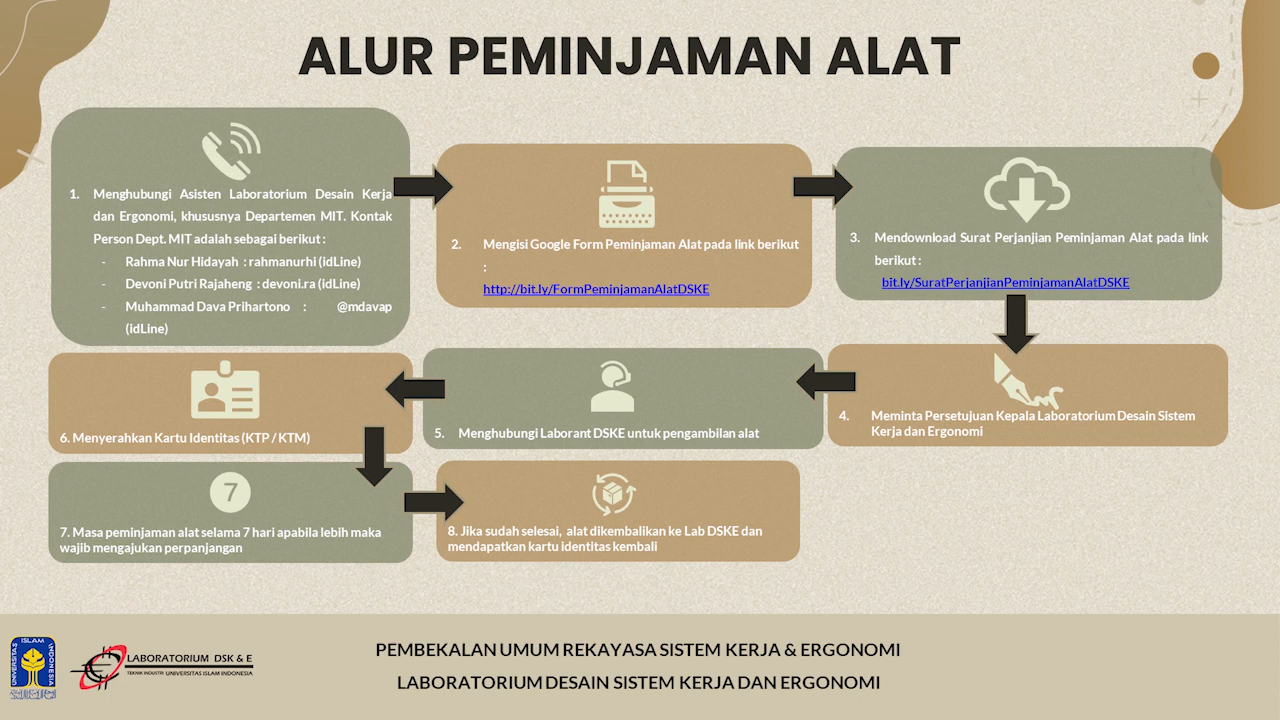 ALUR PEMINJAMAN ALAT
1. Menghubungi Asisten Laboratorium Desain Kerja
dan Ergonomi, khususnya Departemen MIT. Kontak
Person Dept. MIT adalah sebagai berikut :
- Rahma Nur Hidayah : rahmanurhi (idLine)
- Devoni Putri Rajaheng : devoni.ra (idLine)
- Muhammad Dava Prihartono : @mdavap
(idLine)
2. Mengisi Google Form Peminjaman Alat pada link berikut
:
http://bit.ly/FormPeminjamanAlatDSKE
3. Mendownload Surat Perjanjian Peminjaman Alat pada link
berikut :
bit.ly/SuratPerjanjianPeminjamanAlatDSKE
4. Meminta Persetujuan Kepala Laboratorium Desain Sistem
Kerja dan Ergonomi
5. Menghubungi Laborant DSKE untuk pengambilan alat
6. Menyerahkan Kartu Identitas (KTP / KTM)
7
7. Masa peminjaman alat selama 7 hari apabila lebih maka
wajib mengajukan perpanjangan
8. Jika sudah selesai, alat dikembalikan ke Lab DSKE dan
mendapatkan kartu identitas kembali
UNIVERSITAS ISLAM INDONESIA
LABORATORIUM DSK & E
TEKNIK INDUSTRI UNIVERSITAS ISLAM INDONESIA
PEMBEKALAN UMUM REKAYASA SISTEM KERJA & ERGONOMI
LABORATORIUM DESAIN SISTEM KERJA DAN ERGONOMI